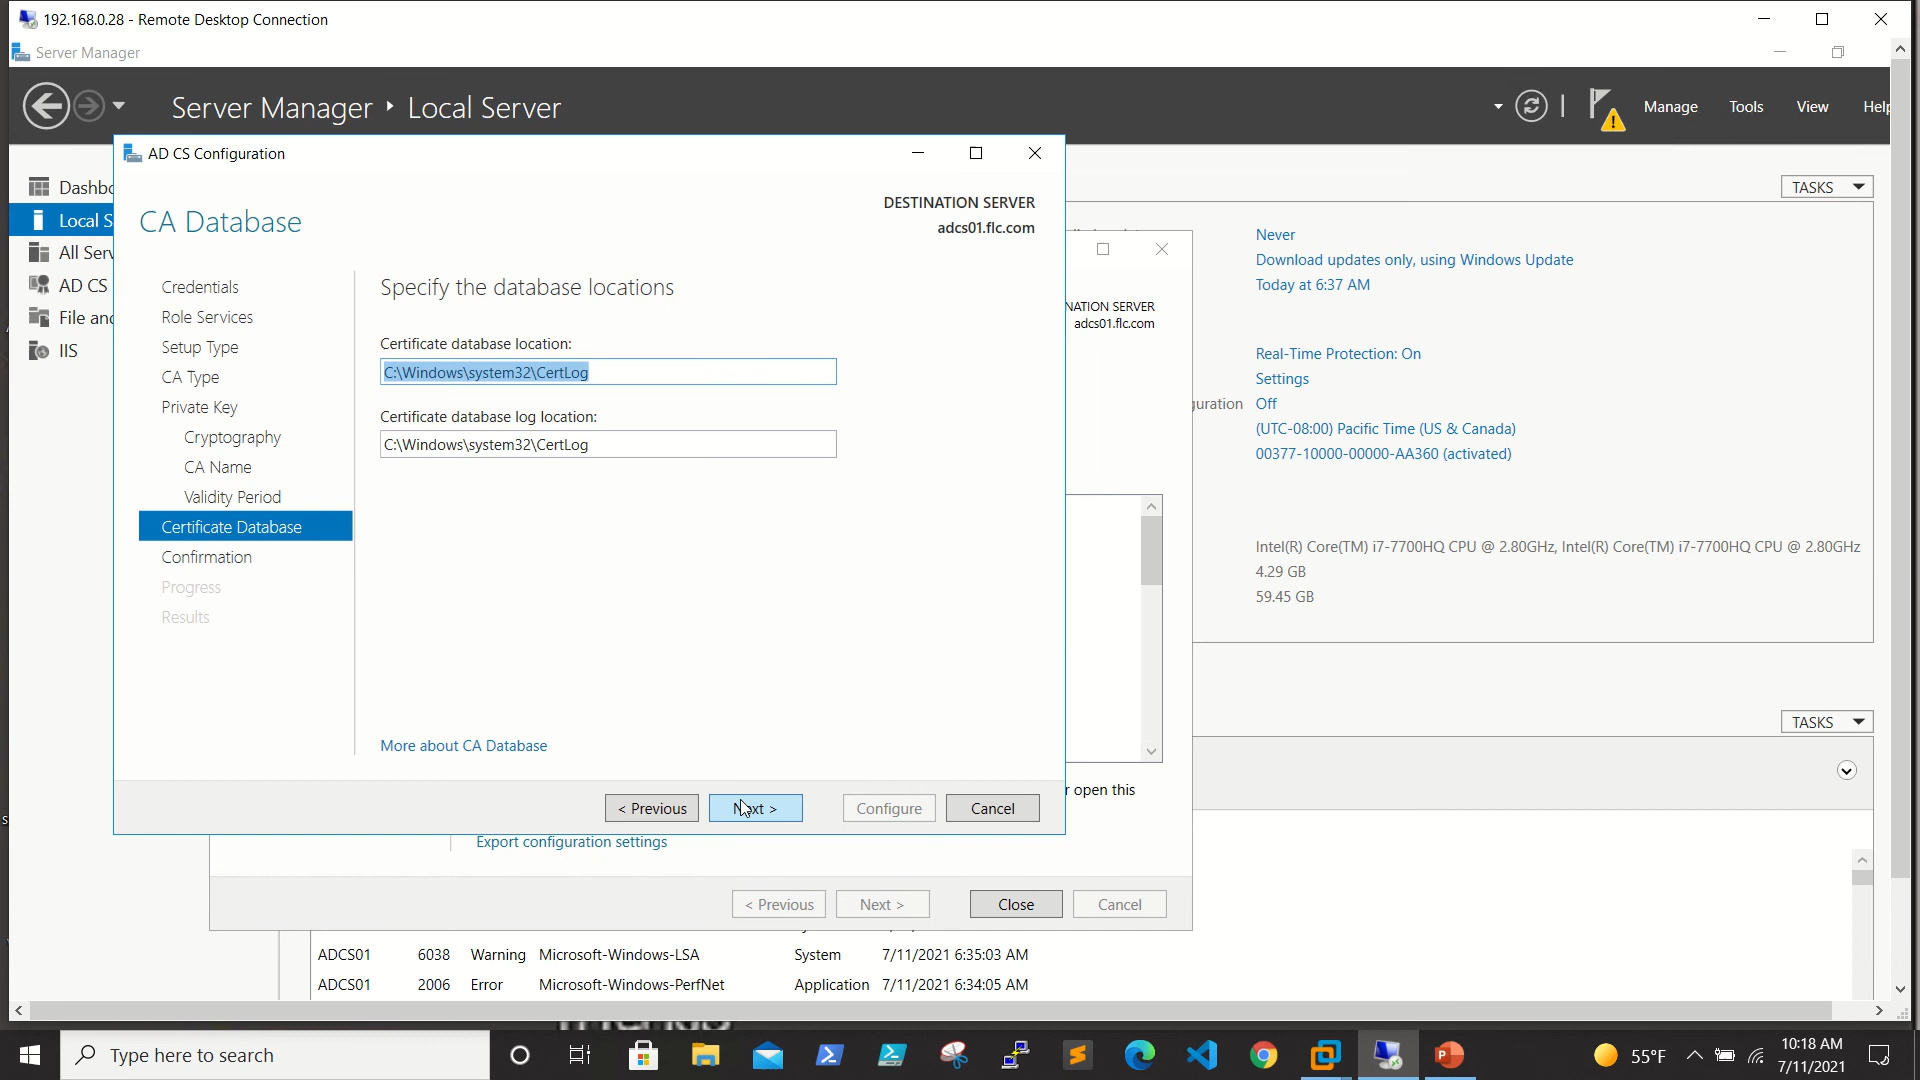 192.168.0.28 - Remote Desktop Connection
Server Manager
Server Manager
Local Server
Manage
Tools
View
Help
AD CS Configuration
CA Database
DESTINATION SERVER
adcs01.flc.com
Credentials
Role Services
Setup Type
CA Type
Private Key
Cryptography
CA Name
Validity Period
Certificate Database
Confirmation
Progress
Results
Specify the database locations
Certificate database location:
C:\Windows\system32\CertLog
Certificate database log location:
C:\Windows\system32\CertLog
More about CA Database
< Previous
Next >
Configure
Cancel
Local S
AD CS
IIS
NATION SERVER
adcs01.flc.com
r open this
Export configuration settings
< Previous
Next >
Close
Cancel
TASKS
Never
Download updates only, using Windows Update
Today at 6:37 AM
Real-Time Protection: On
Settings
guration Off
(UTC-08:00) Pacific Time (US & Canada)
00377-10000-00000-AA360 (activated)
Intel(R) Core(TM) i7-7700HQ CPU @ 2.80GHz, Intel(R) Core(TM) i7-7700HQ CPU @ 2.80GHz
4.29 GB
59.45 GB
TASKS
ADCS01 6038 Warning Microsoft-Windows-LSA System 7/11/2021 6:35:03 AM
ADCS01 2006 Error Microsoft-Windows-PerfNet Application 7/11/2021 6:34:05 AM
Type here to search
55°F
10:18 AM
7/11/2021